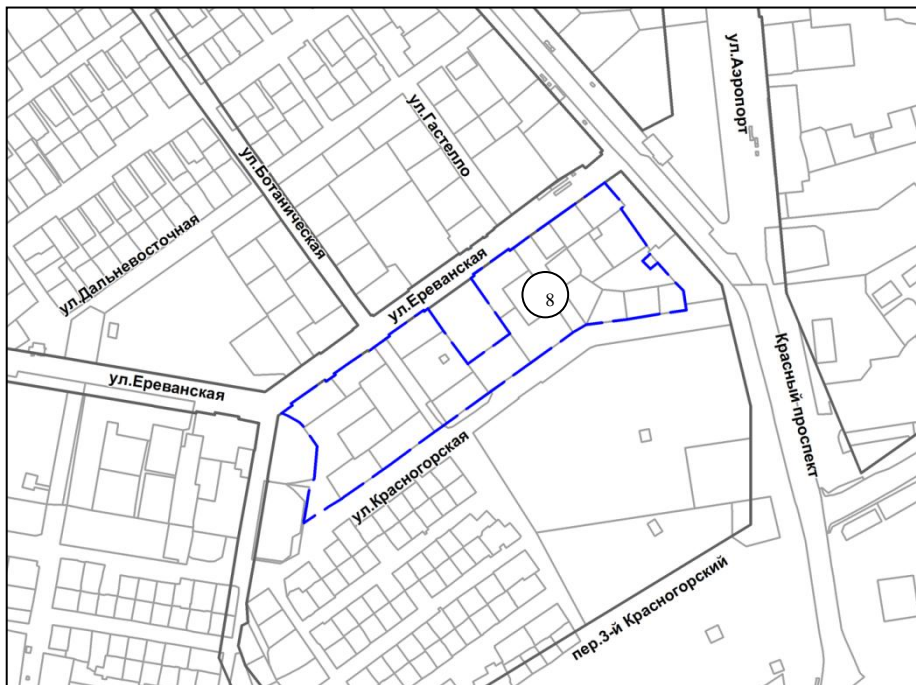 ул.Аэропорт
ул.Гастелло
ул.Ботаническая
ул.Дальневосточная
ул.Ереванская
8
ул.Ереванская
Красный проспект
ул.Красногорская
пер.3-й Красногорский